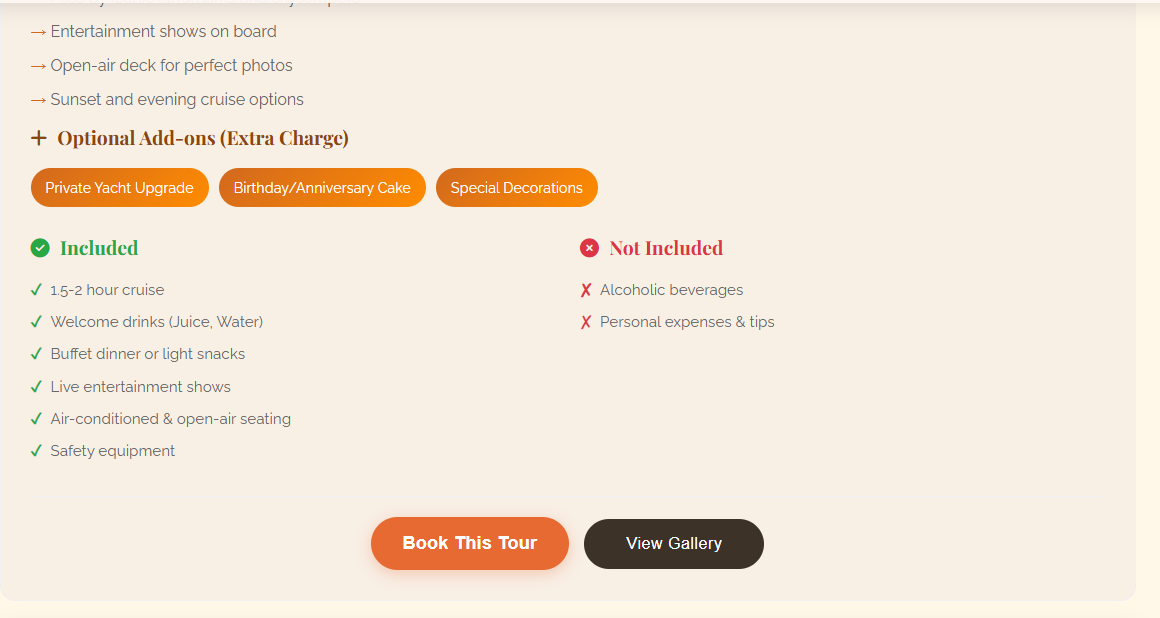 → Entertainment shows on board
→ Open-air deck for perfect photos
→ Sunset and evening cruise options
+ Optional Add-ons (Extra Charge)
Private Yacht Upgrade
Birthday/Anniversary Cake
Special Decorations
Included
✓ 1.5-2 hour cruise
✓ Welcome drinks (Juice, Water)
✓ Buffet dinner or light snacks
✓ Live entertainment shows
✓ Air-conditioned & open-air seating
✓ Safety equipment
Not Included
✗ Alcoholic beverages
✗ Personal expenses & tips
Book This Tour
View Gallery